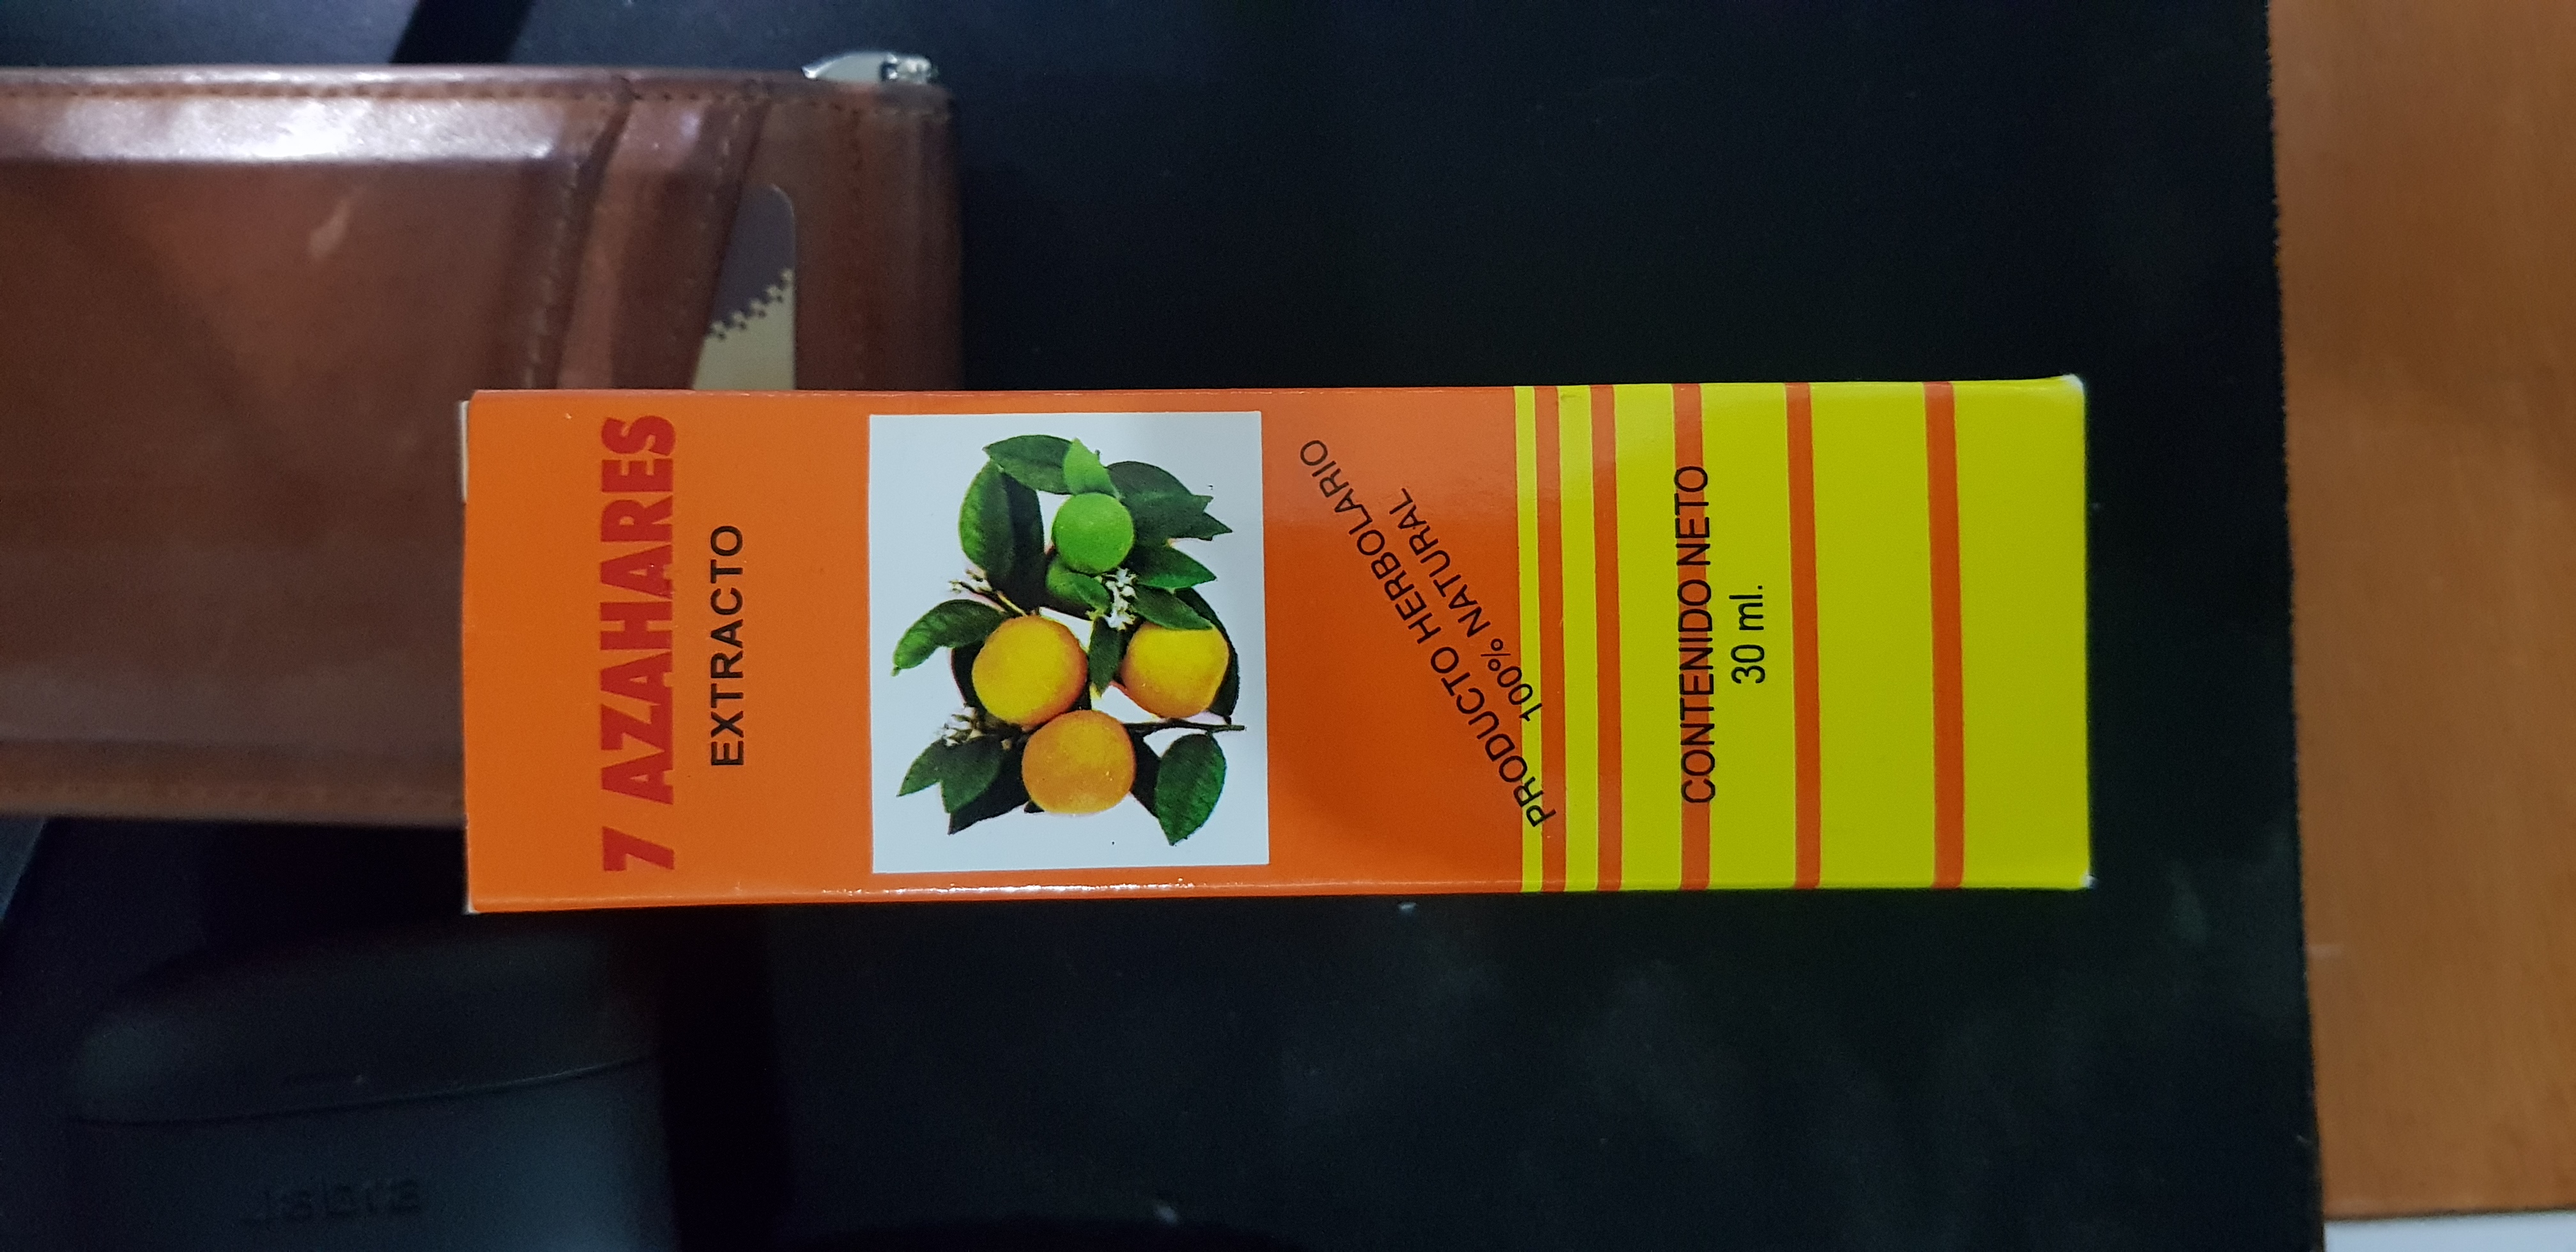 7 AZAHARES
EXTRACTO
PRODUCTO HERBOLARIO
100% NATURAL
CONTENIDO NETO
30 ml.